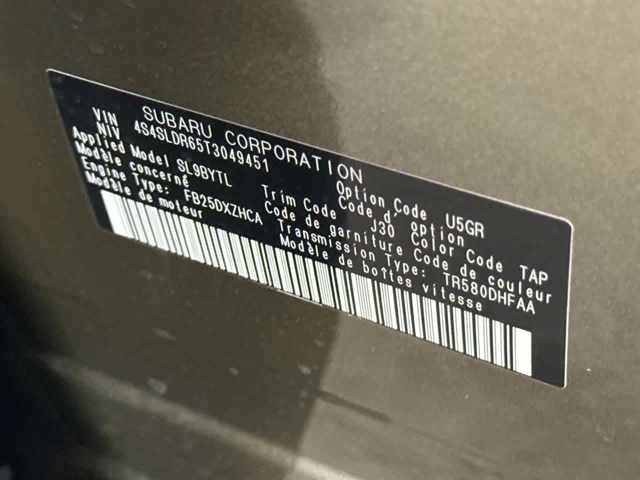 SUBARU CORPORATION
VIN
NIV 4S4SLDR65T3049451
Applied Model SL9BYTL Option Code U5GR
Modèle concerné Code d' option
Trim Code J30 Color Code TAP
Code de garniture Code de couleur
Engine Type: FB25DXZHCA Transmission Type: TR580DHFAA
Modèle de moteur Modèle de boîtes vitesse